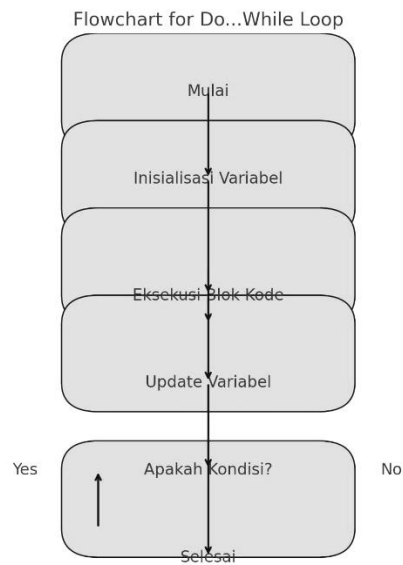 Flowchart for Do...While Loop
Mulai
Inisialisasi Variabel
Eksekusi Blok Kode
Update Variabel
Yes
Apakah Kondisi?
No
Selesai